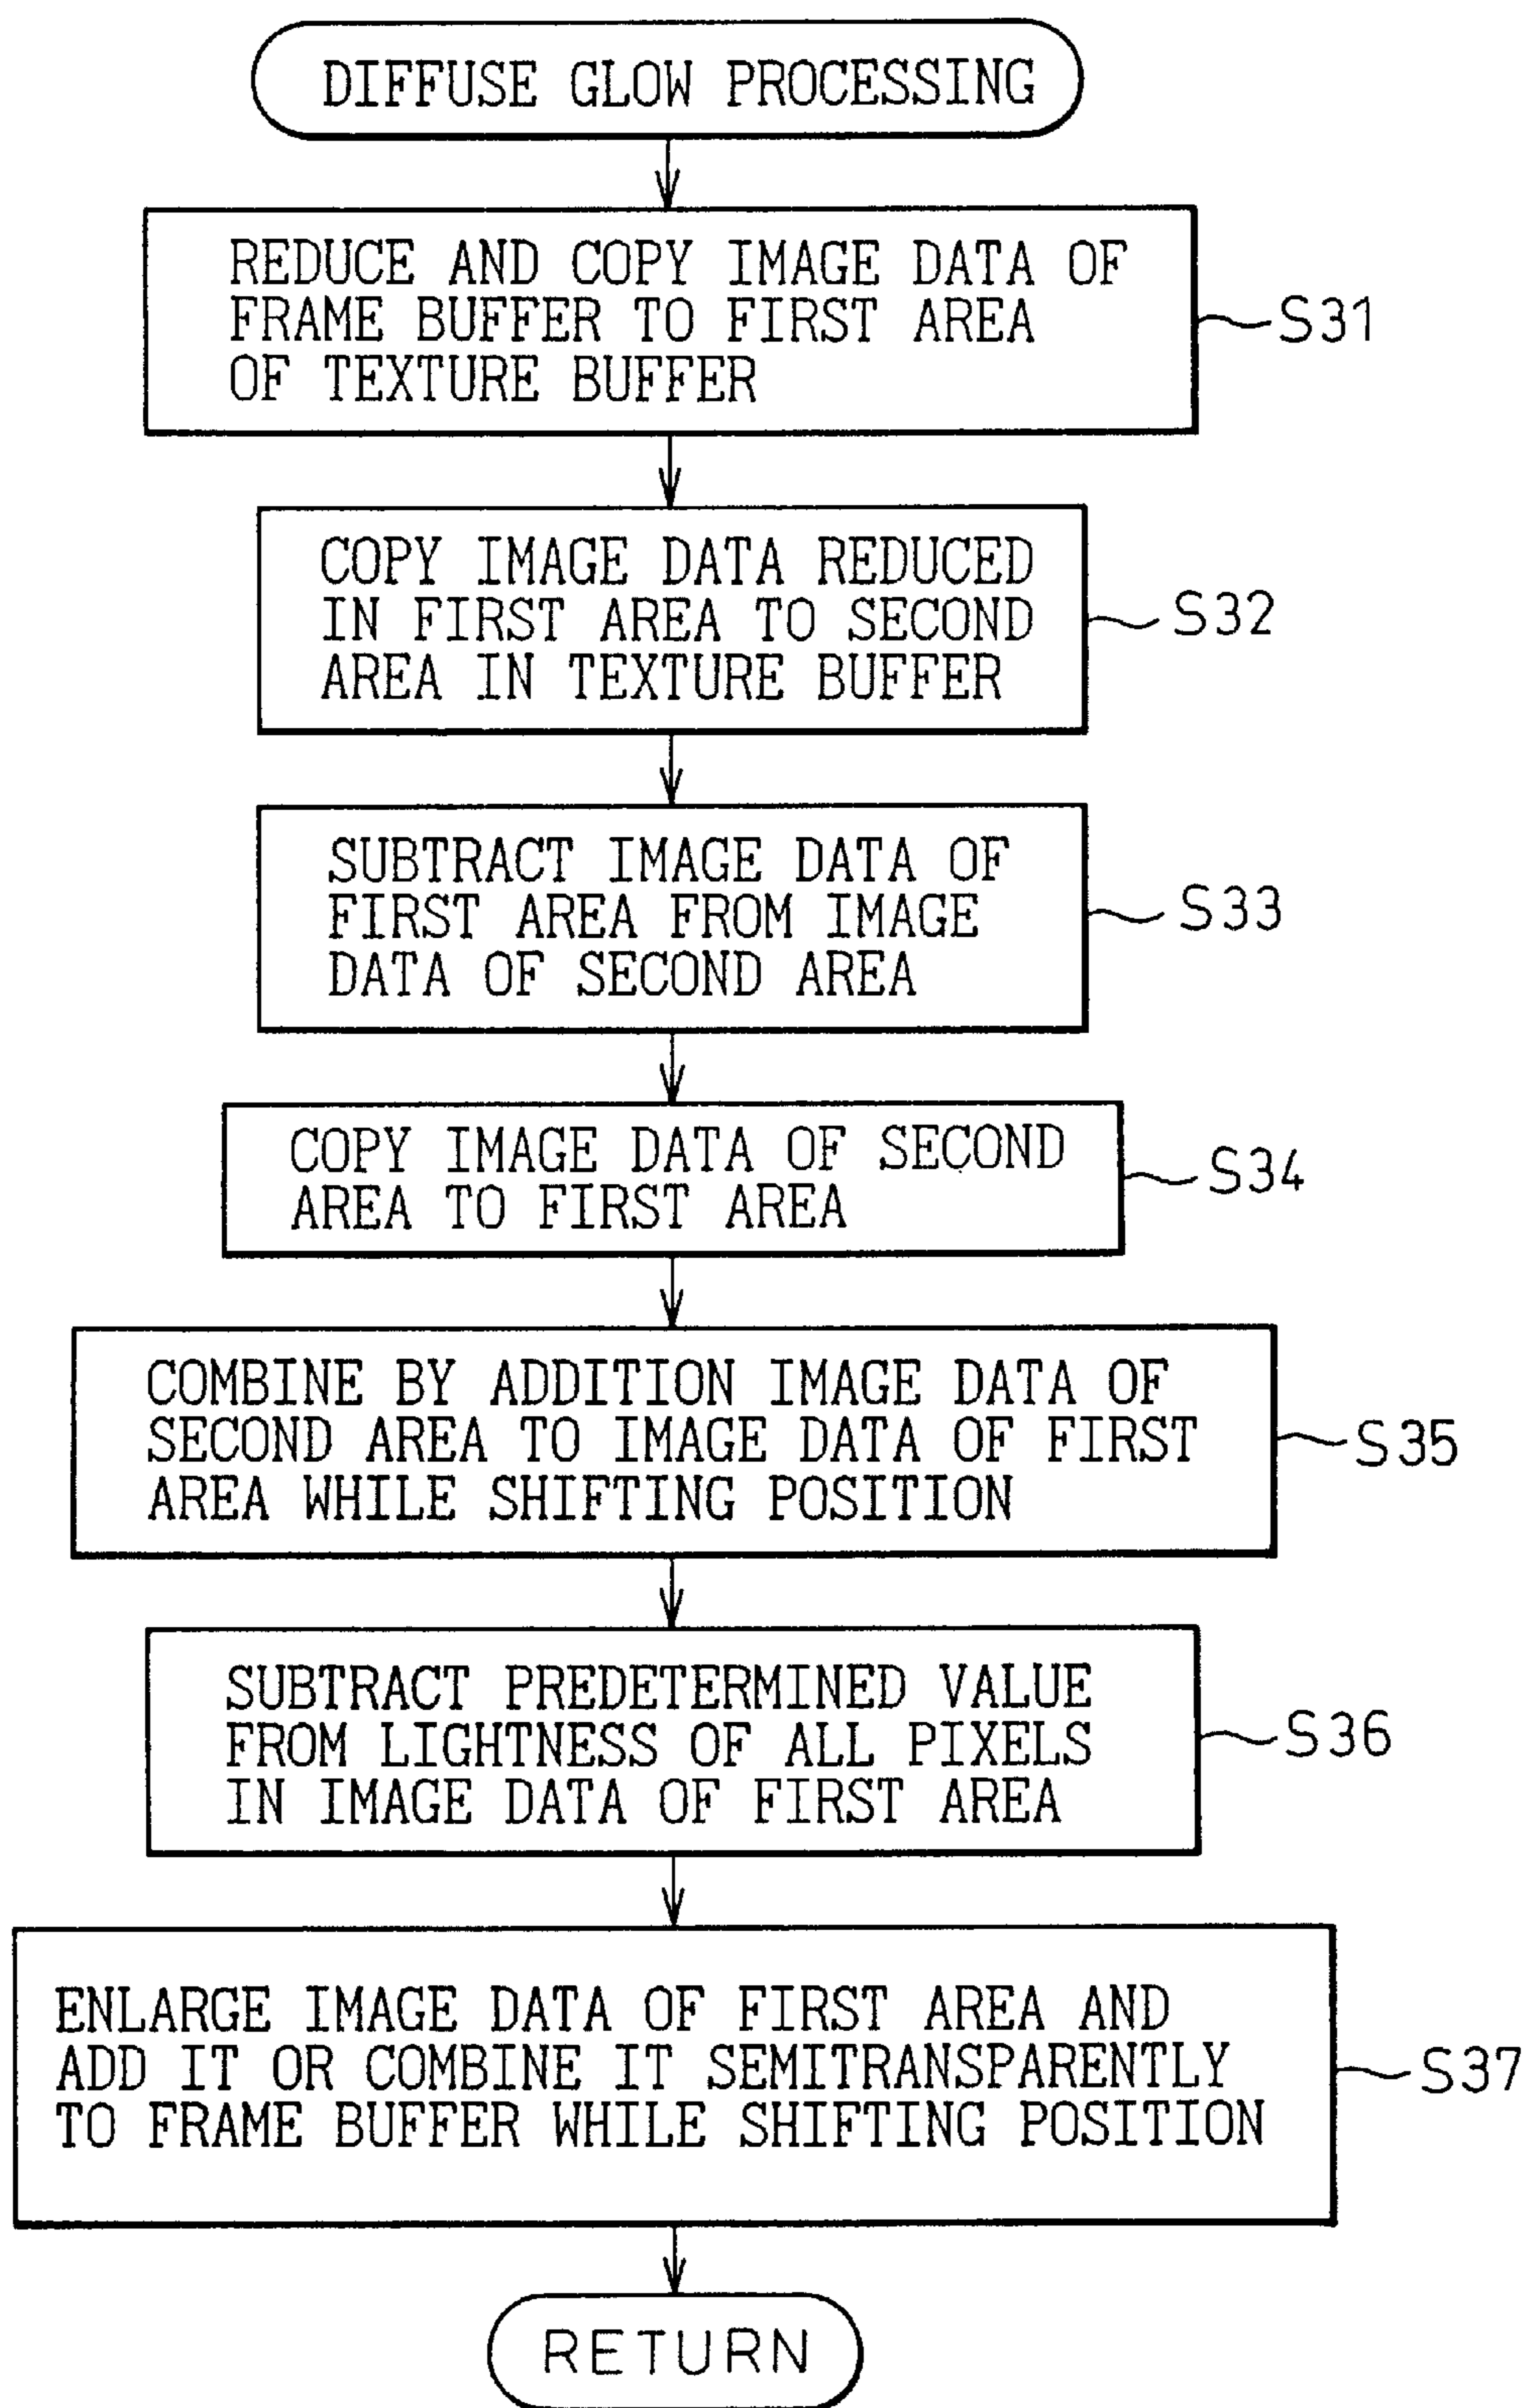 DIFFUSE GLOW PROCESSING
REDUCE AND COPY IMAGE DATA OF
FRAME BUFFER TO FIRST AREA
OF TEXTURE BUFFER
S31
COPY IMAGE DATA REDUCED
IN FIRST AREA TO SECOND
AREA IN TEXTURE BUFFER
S32
SUBTRACT IMAGE DATA OF
FIRST AREA FROM IMAGE
DATA OF SECOND AREA
S33
COPY IMAGE DATA OF SECOND
AREA TO FIRST AREA
S34
COMBINE BY ADDITION IMAGE DATA OF
SECOND AREA TO IMAGE DATA OF FIRST
AREA WHILE SHIFTING POSITION
S35
SUBTRACT PREDETERMINED VALUE
FROM LIGHTNESS OF ALL PIXELS
IN IMAGE DATA OF FIRST AREA
S36
ENLARGE IMAGE DATA OF FIRST AREA AND
ADD IT OR COMBINE IT SEMITRANSPARENTLY
TO FRAME BUFFER WHILE SHIFTING POSITION
S37
RETURN